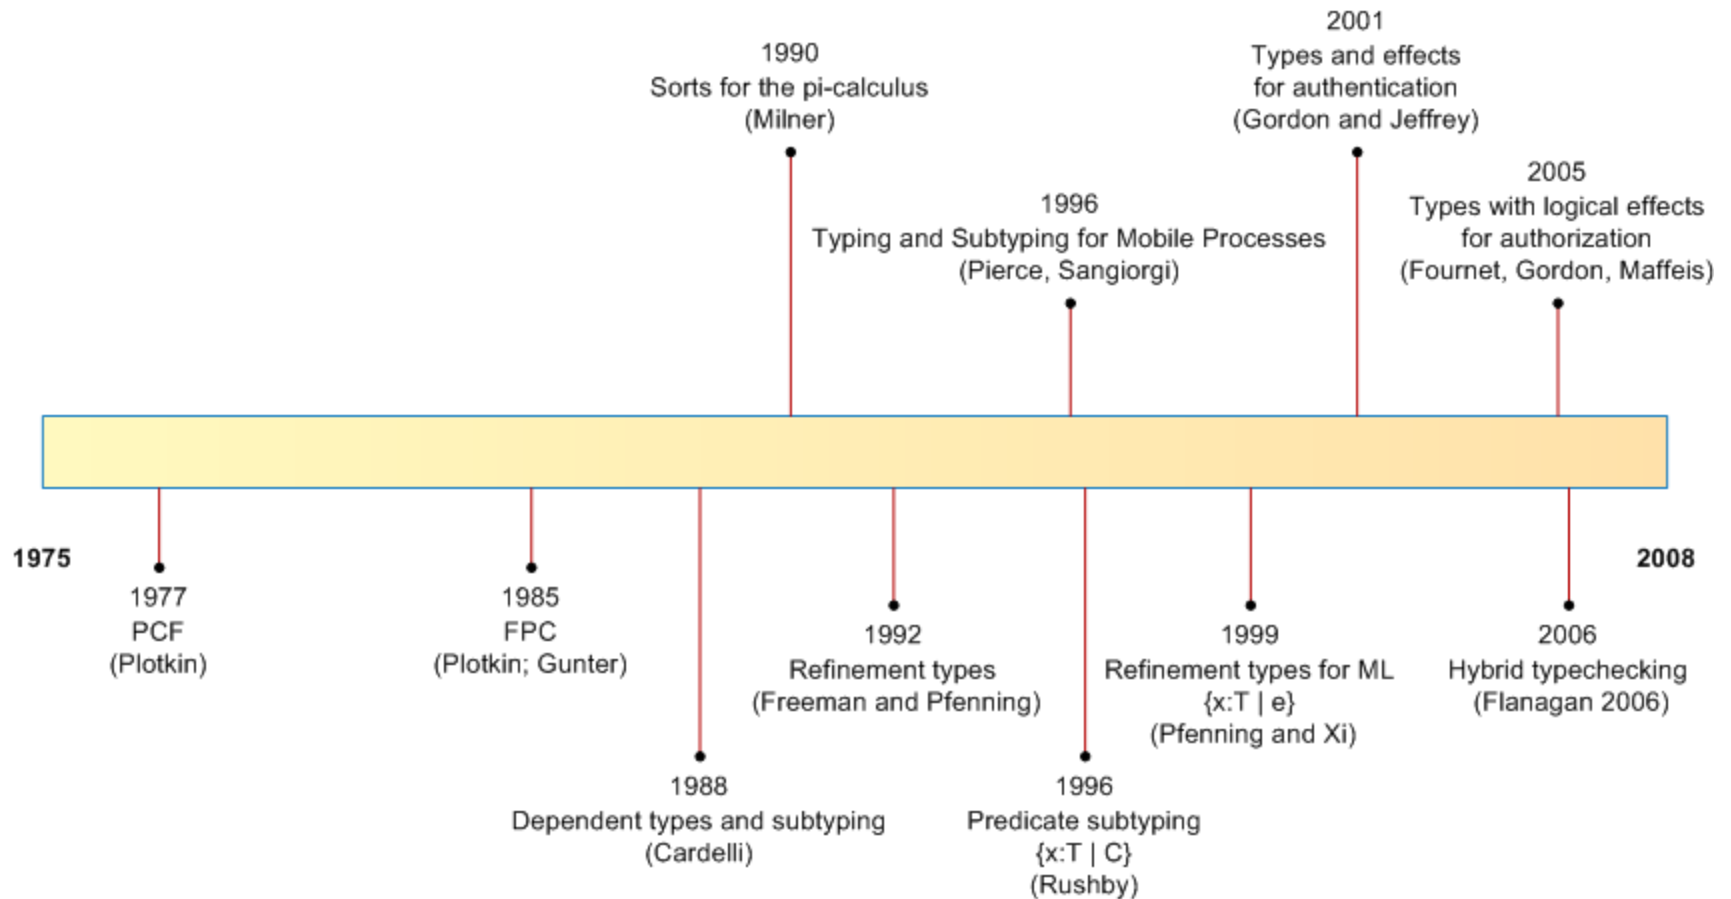 1990
Sorts for the pi-calculus
(Milner)
1996
Typing and Subtyping for Mobile Processes
(Pierce, Sangiorgi)
2001
Types and effects
for authentication
(Gordon and Jeffrey)
2005
Types with logical effects
for authorization
(Fournet, Gordon, Maffeis)
1975
2008
1977
PCF
(Plotkin)
1985
FPC
(Plotkin; Gunter)
1988
Dependent types and subtyping
(Cardelli)
1992
Refinement types
(Freeman and Pfenning)
1996
Predicate subtyping
{x:T | C}
(Rushby)
1999
Refinement types for ML
{x:T | e}
(Pfenning and Xi)
2006
Hybrid typechecking
(Flanagan 2006)